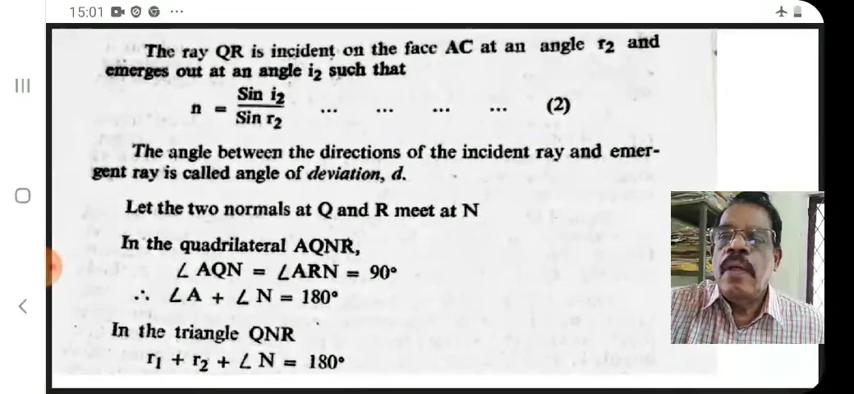 15:01
The ray QR is incident on the face AC at an angle r₂ and
emerges out at an angle i₂ such that
n = Sin i₂ / Sin r₂ ... ... ... ... (2)
The angle between the directions of the incident ray and emer-
gent ray is called angle of deviation, d.
Let the two normals at Q and R meet at N
In the quadrilateral AQNR,
∠ AQN = ∠ARN = 90°
∴ ∠A + ∠ N = 180°
In the triangle QNR
r₁ + r₂ + ∠ N = 180°